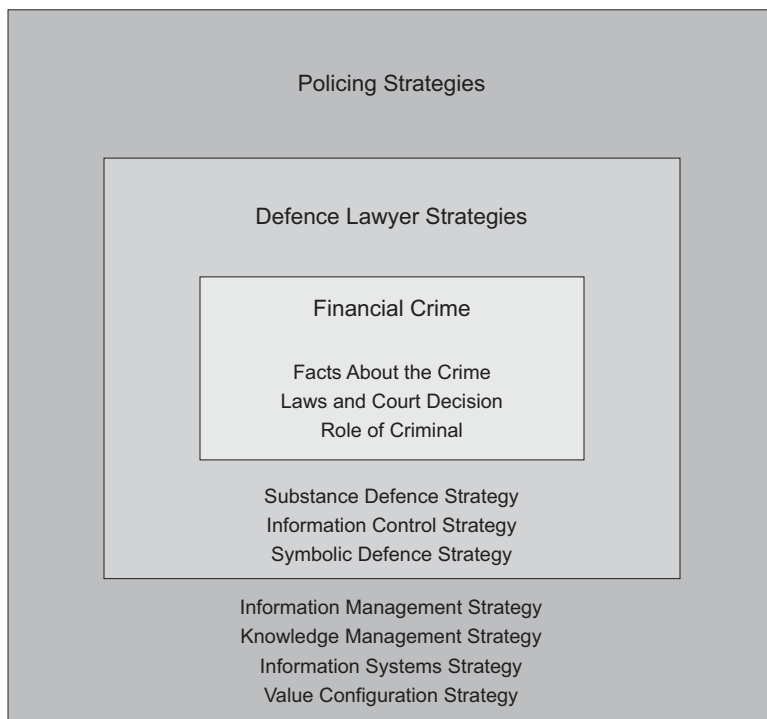 Policing Strategies
Defence Lawyer Strategies
Financial Crime
Facts About the Crime
Laws and Court Decision
Role of Criminal
Substance Defence Strategy
Information Control Strategy
Symbolic Defence Strategy
Information Management Strategy
Knowledge Management Strategy
Information Systems Strategy
Value Configuration Strategy